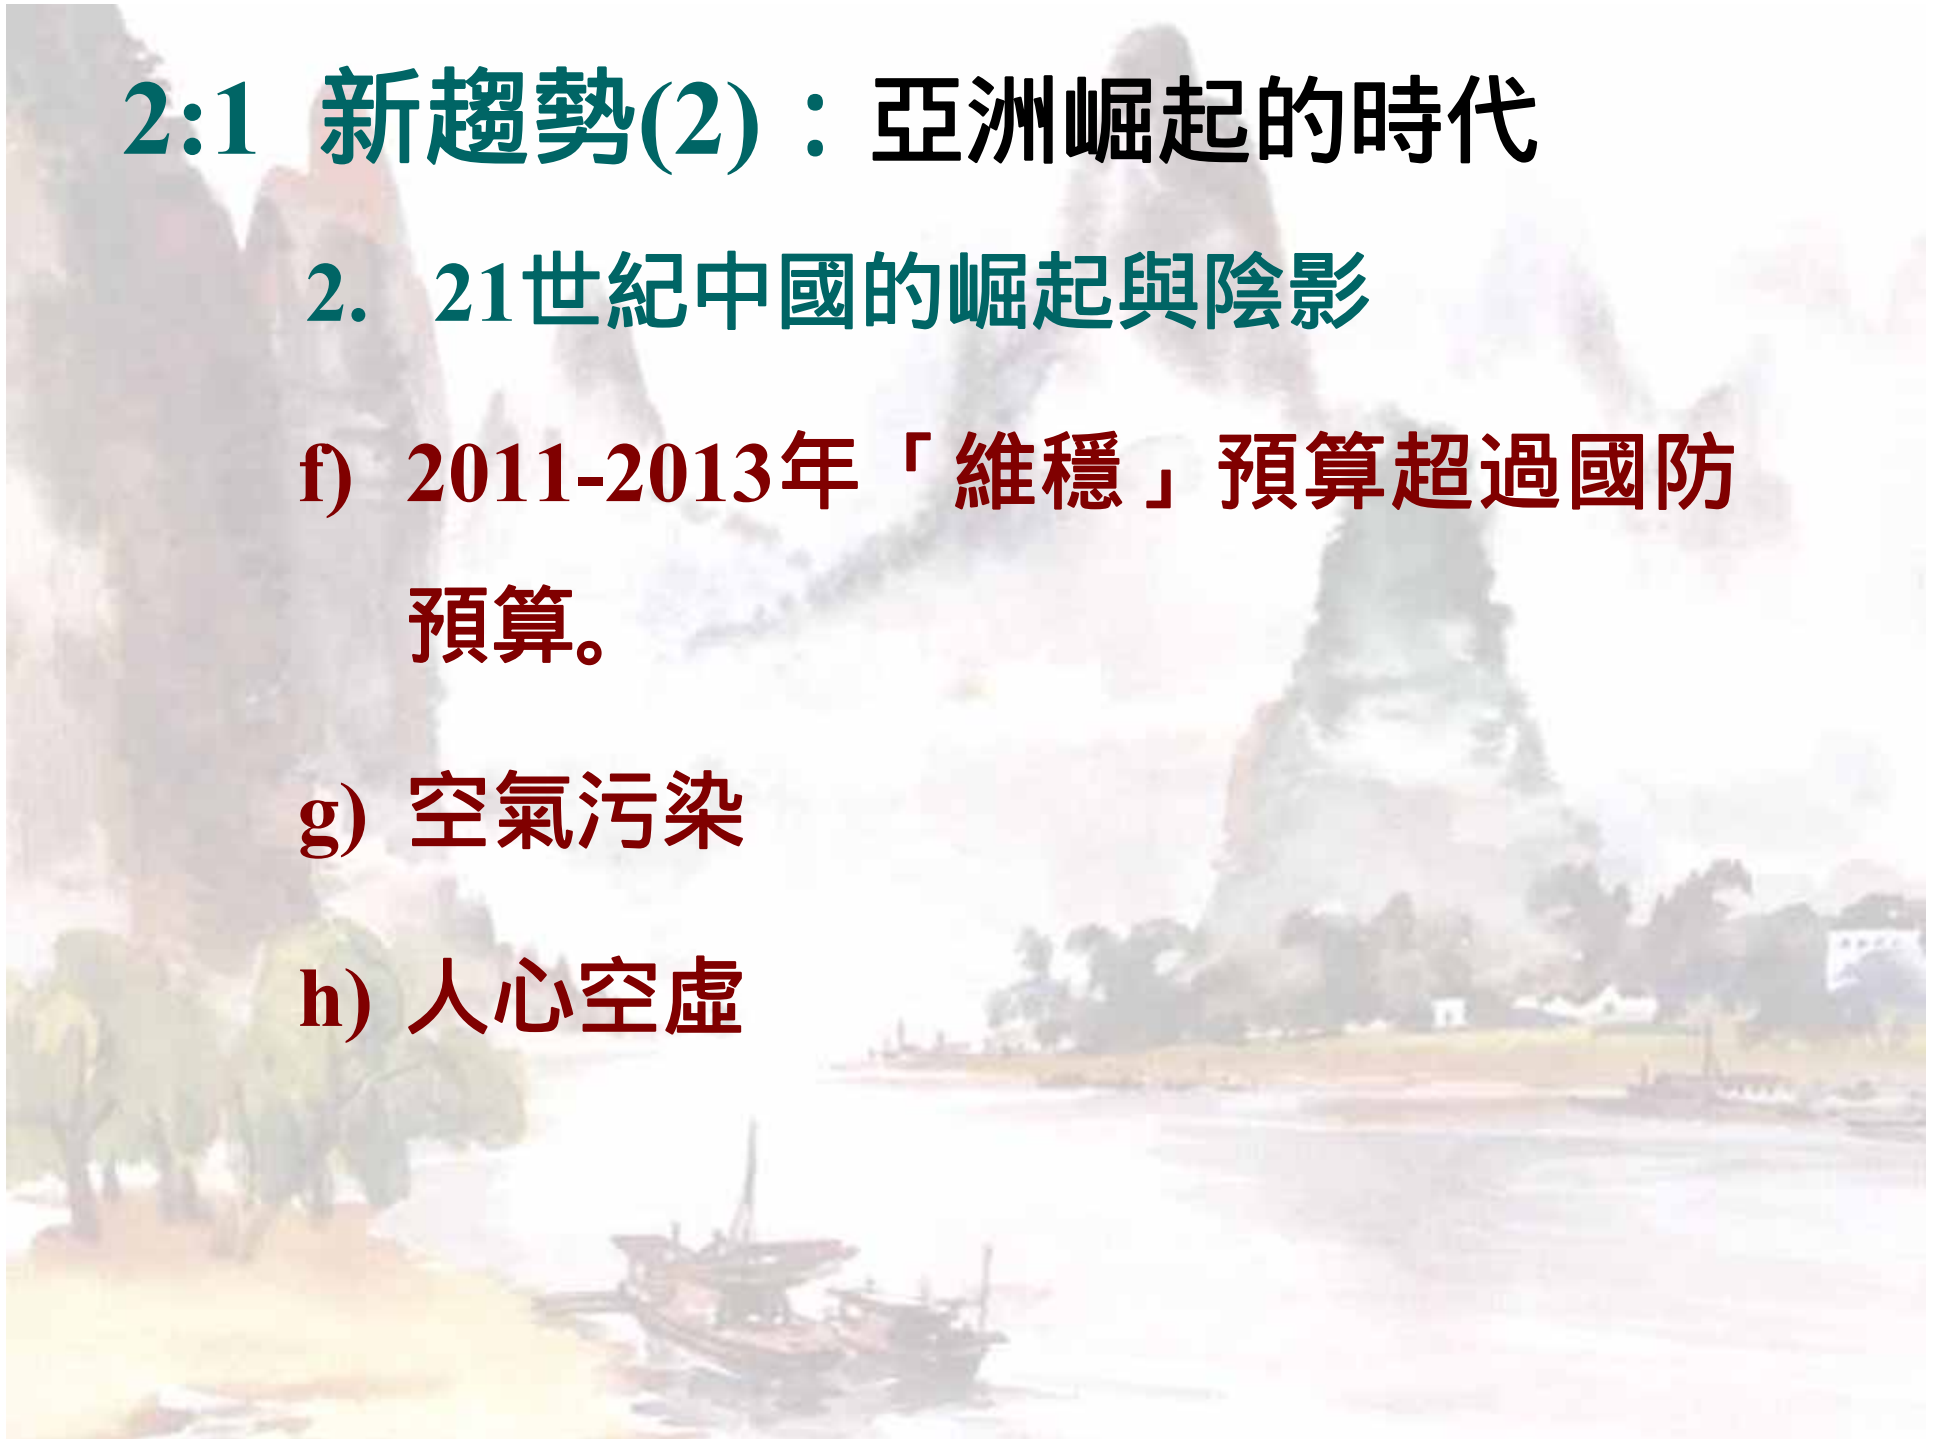 2:1 新趨勢(2)：亞洲崛起的時代
2. 21世紀中國的崛起與陰影
f) 2011-2013年「維穩」預算超過國防
預算。
g) 空氣污染
h) 人心空虛